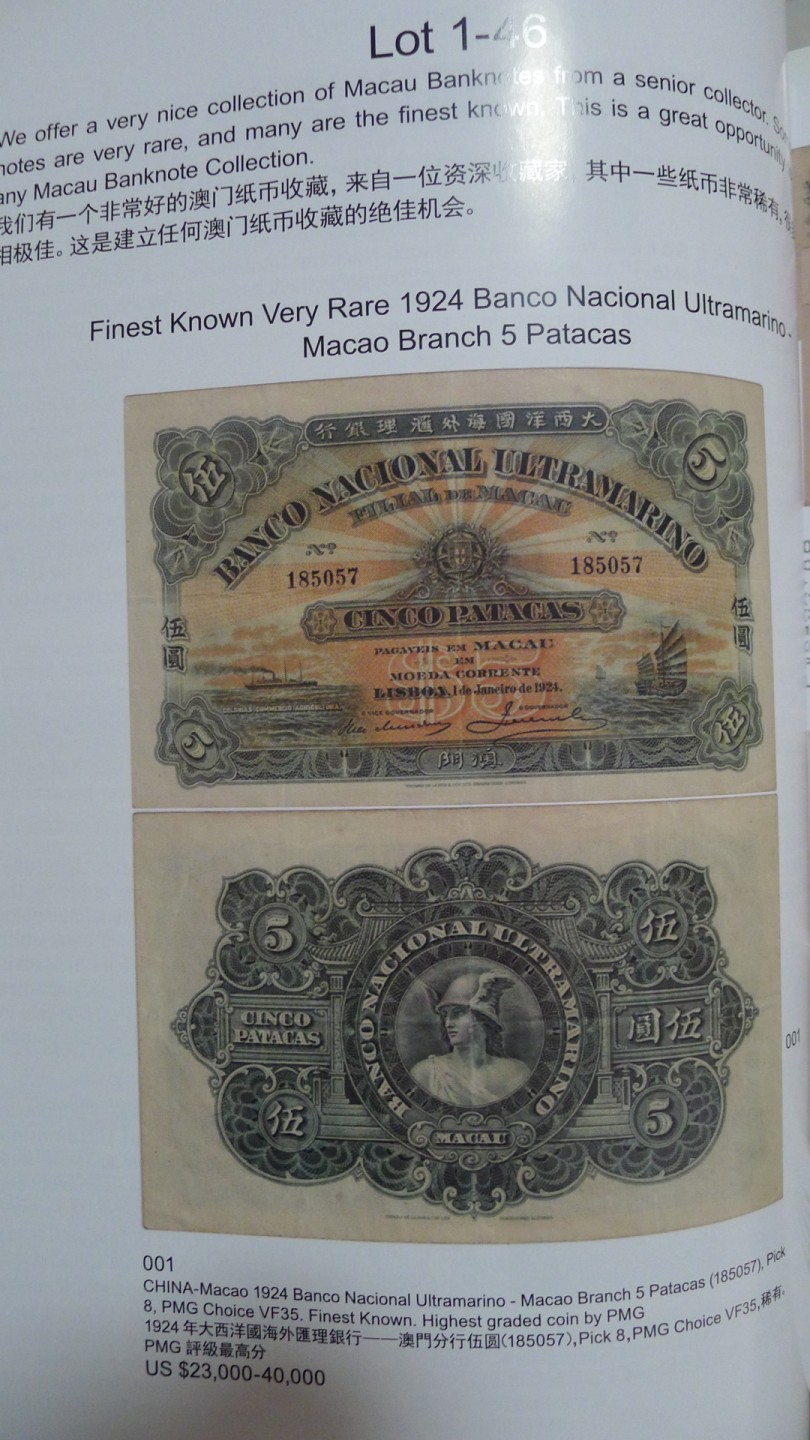 Lot 1-46
We offer a very nice collection of Macau Banknotes from a senior collector.
notes are very rare, and many are the finest known. This is a great opportunity
any Macau Banknote Collection.
我们有一个非常好的澳门纸币收藏, 来自一位资深收藏家, 其中一些纸币非常稀有,
相极佳。这是建立任何澳门纸币收藏的绝佳机会。
Finest Known Very Rare 1924 Banco Nacional Ultramarino -
Macao Branch 5 Patacas
行銀理滙外海國洋西大
伍 5
BANCO NACIONAL ULTRAMARINO
FILIAL DE MACAU
Nº Nº
185057 185057
CINCO PATACAS
伍圓 伍圓
PAGAVEIS EM MACAU
EM
MOEDA CORRENTE
LISBOA, 1 de Janeiro de 1924.
COLONIAS, COMMERCIO, AGRICULTURA
O VICE GOVERNADOR O GOVERNADOR
5 伍
門澳
5 伍
BANCO NACIONAL ULTRAMARINO
CINCO
PATACAS
圓伍
伍 5
MACAU
001
001
CHINA-Macao 1924 Banco Nacional Ultramarino - Macao Branch 5 Patacas (185057), Pick
8, PMG Choice VF35. Finest Known. Highest graded coin by PMG
1924年大西洋國海外匯理銀行——澳門分行伍圆(185057),Pick 8,PMG Choice VF35,稀有,
PMG 評級最高分
US $23,000-40,000